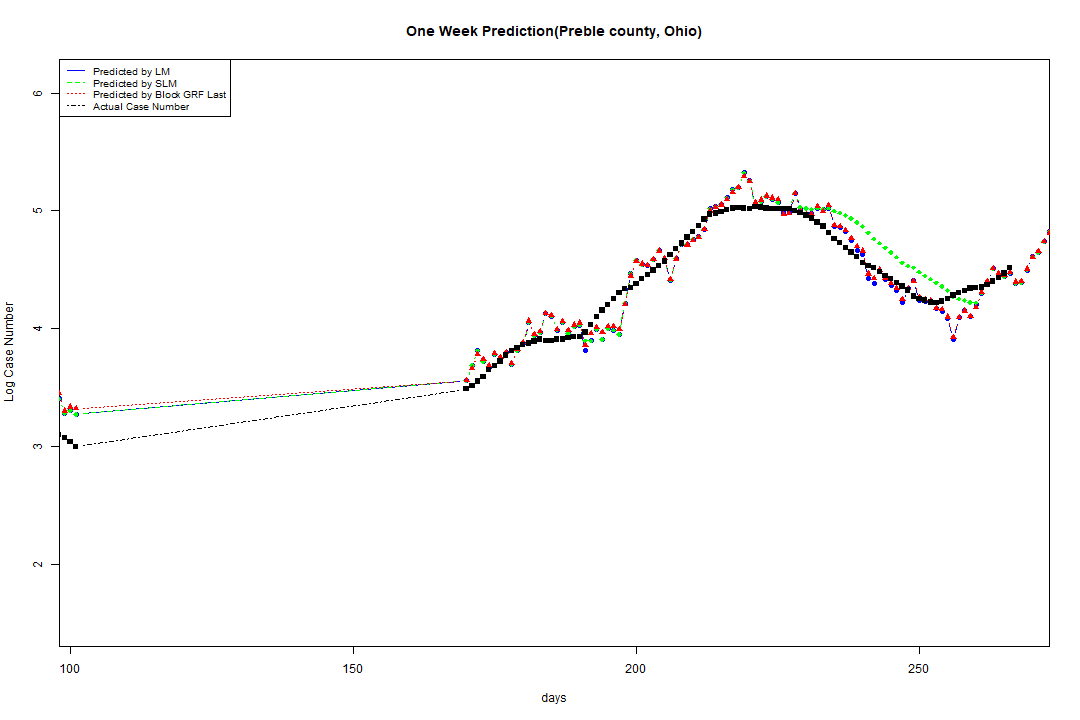 One Week Prediction(Preble county, Ohio)
Predicted by LM
Predicted by SLM
Predicted by Block GRF Last
Actual Case Number
6
5
4
3
2
Log Case Number
100 150 200 250
days